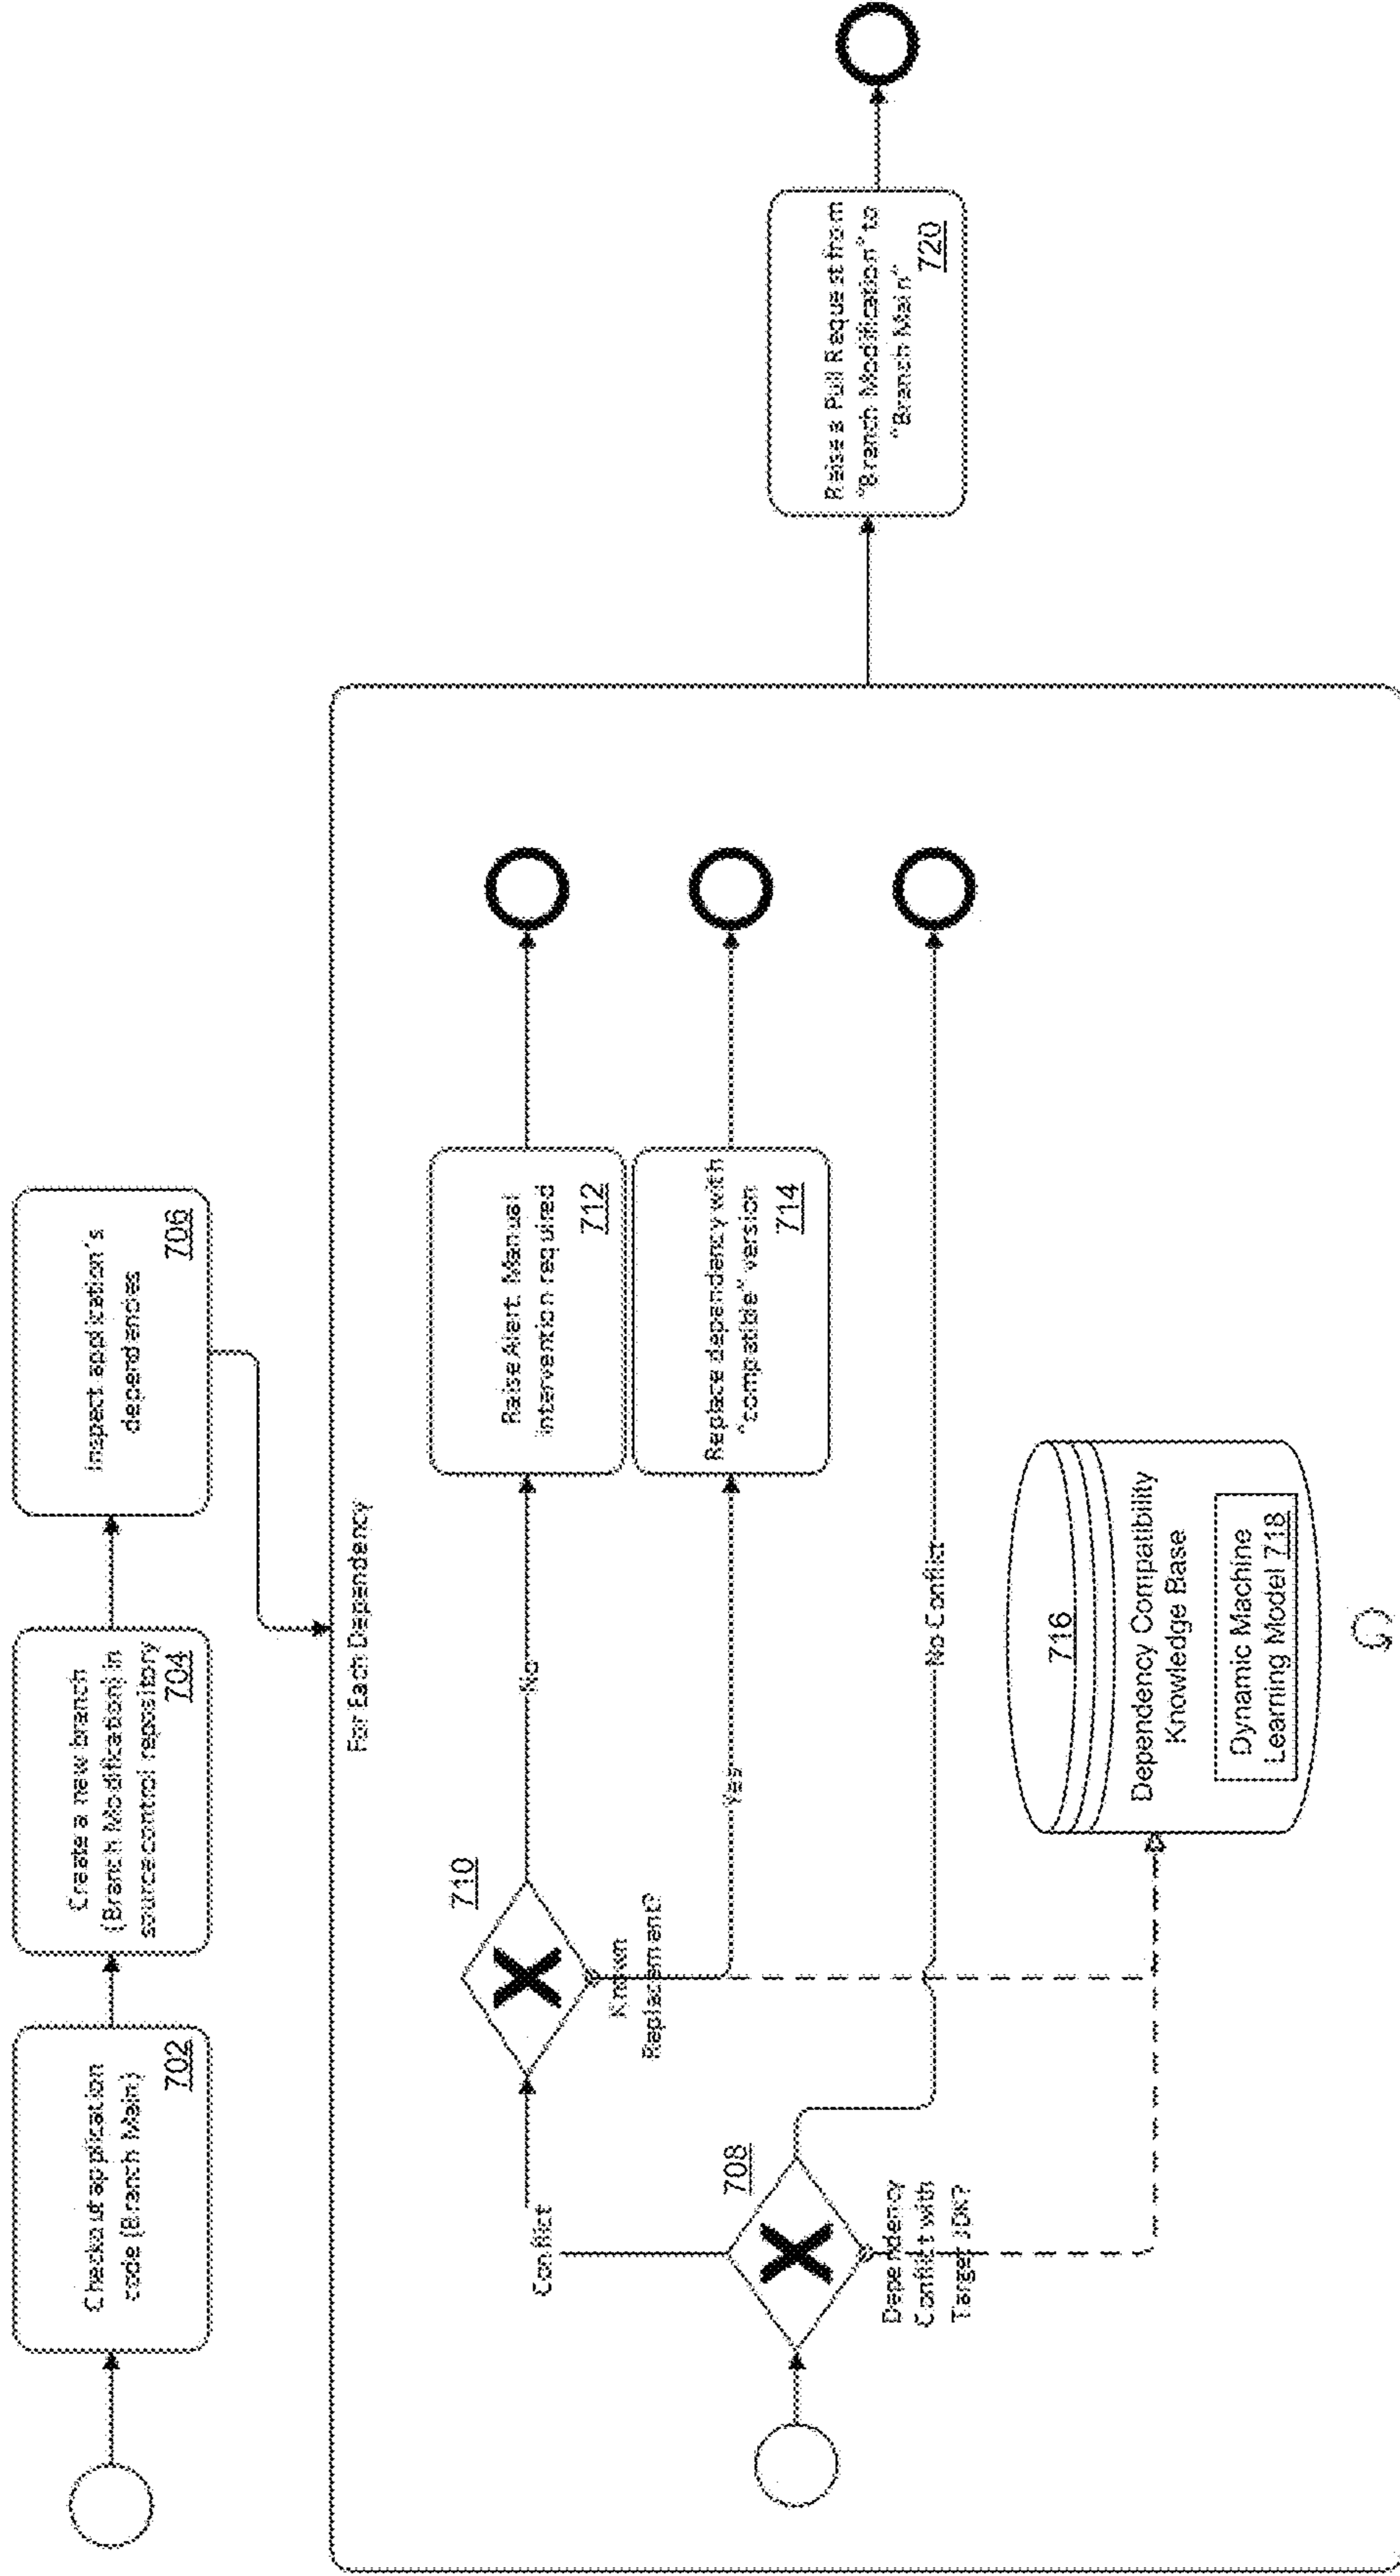 Checkout application
code (Branch Main)
702
Create a new branch
(Branch Modification) in
source control repository
704
Inspect application's
dependencies
706
For Each Dependency
Dependency
Conflict with
Target JDK?
708
Conflict
No Conflict
Known
Replacement?
710
No
Yes
Raise Alert. Manual
intervention required
712
Replace dependency with
"compatible" version
714
716
Dependency Compatibility
Knowledge Base
Dynamic Machine
Learning Model 718
Raise a Pull Request from
"Branch Modification" to
"Branch Main"
720